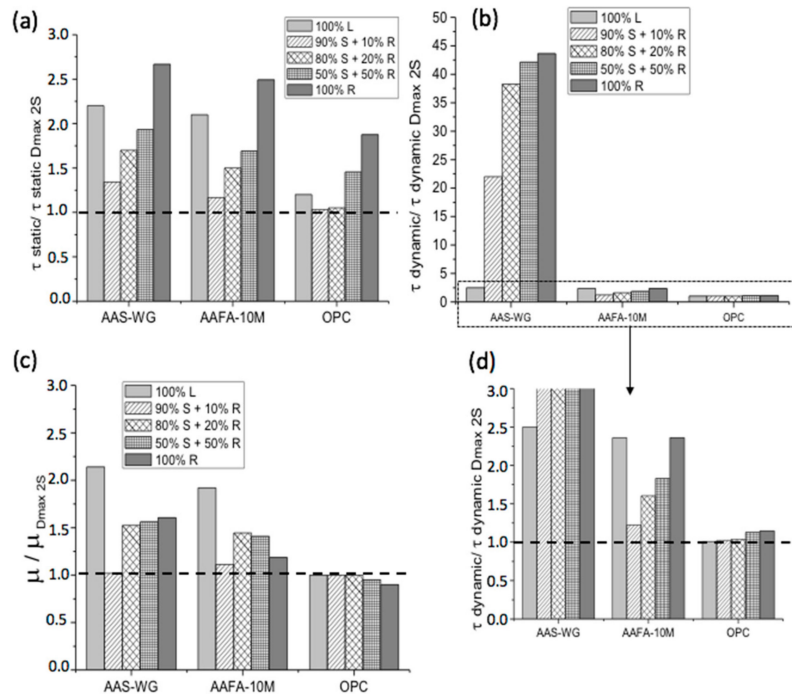 (a)
100% L
90% S + 10% R
80% S + 20% R
50% S + 50% R
100% R
τ static/ τ static Dmax 2S
3.0
2.5
2.0
1.5
1.0
0.5
0.0
AAS-WG
AAFA-10M
OPC
(b)
100% L
90% S + 10% R
80% S + 20% R
50% S + 50% R
100% R
τ dynamic/ τ dynamic Dmax 2S
50
45
40
35
30
25
20
15
10
5
0
AAS-WG
AAFA-10M
OPC
(c)
100% L
90% S + 10% R
80% S + 20% R
50% S + 50% R
100% R
μ / μ Dmax 2S
3.0
2.5
2.0
1.5
1.0
0.5
0.0
AAS-WG
AAFA-10M
OPC
(d)
τ dynamic/ τ dynamic Dmax 2S
3.0
2.5
2.0
1.5
1.0
0.5
0.0
AAS-WG
AAFA-10M
OPC